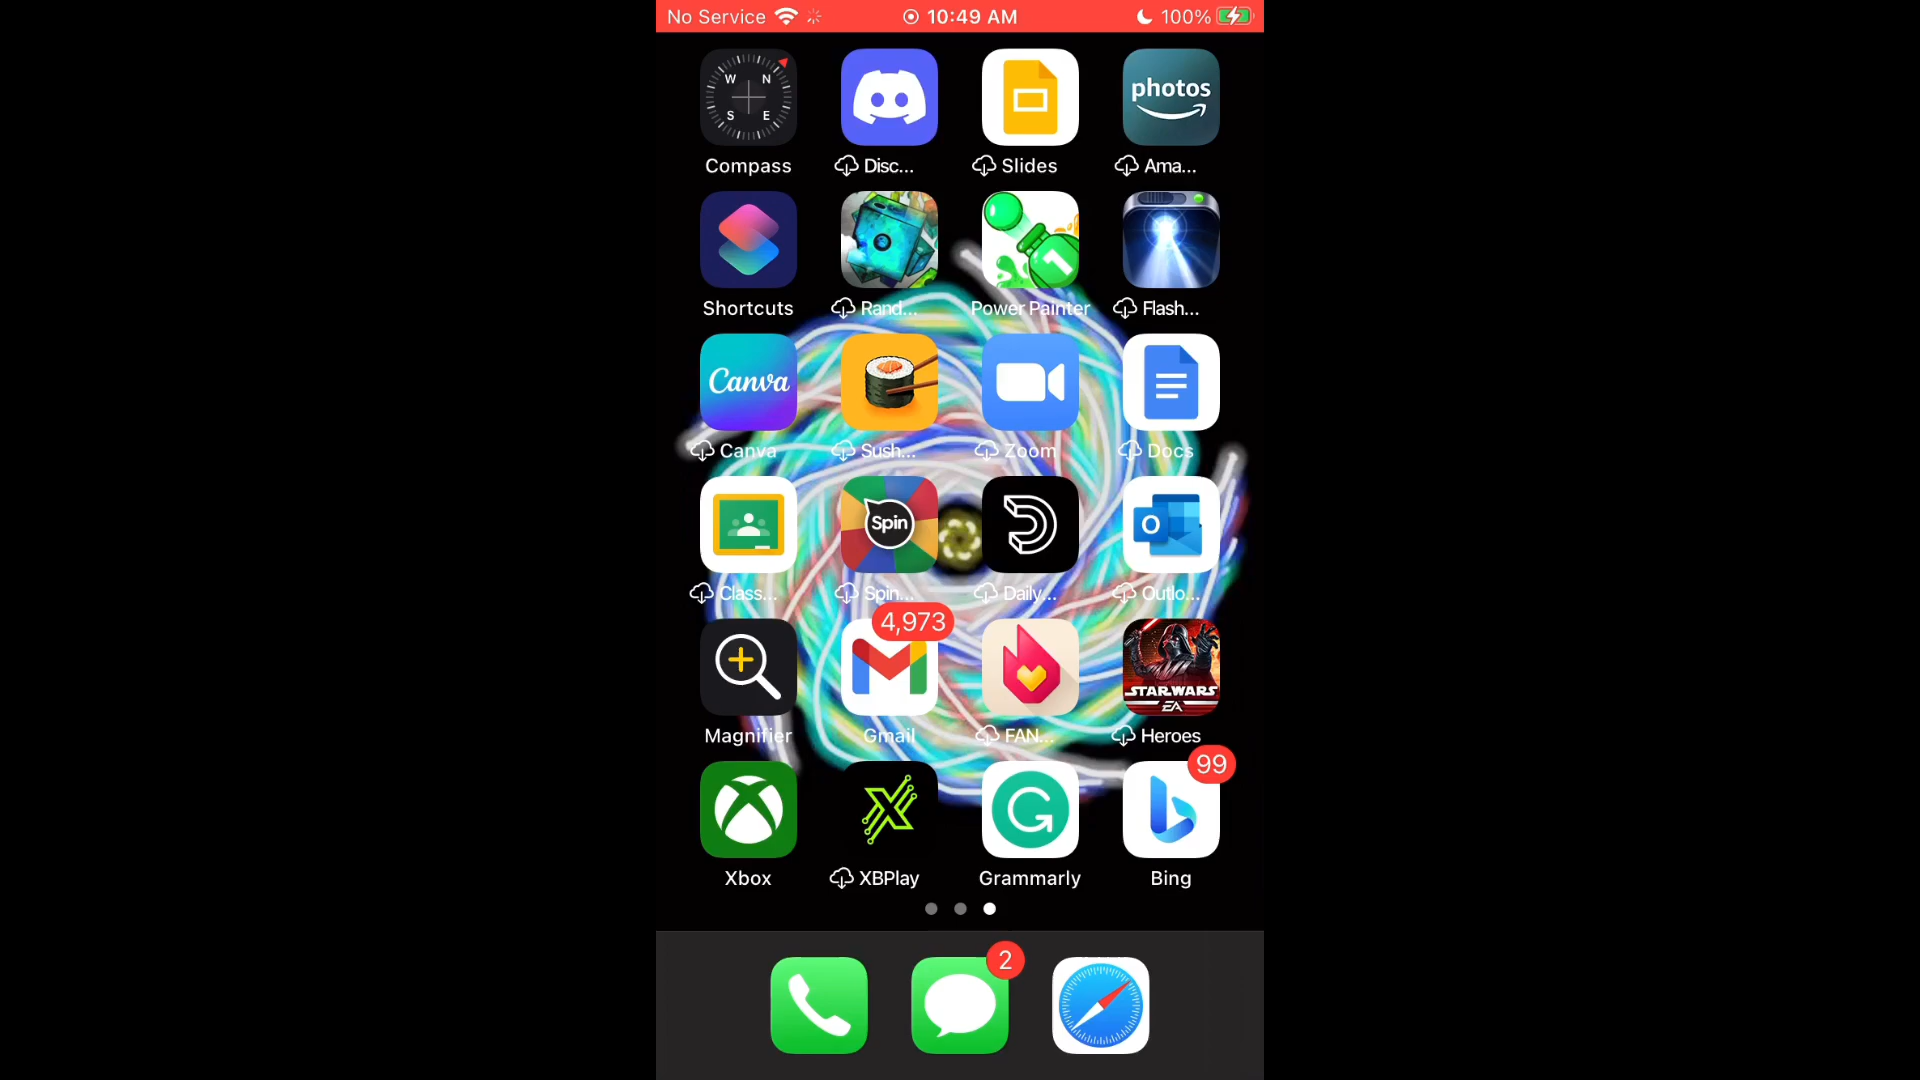 No Service 10:49 AM 100%
W N
S E
photos
Compass Disc... Slides Ama...
1
Shortcuts Rand... Power Painter Flash...
Canva
Canva Sush... Zoom Docs
Spin O
Class... Spin... Daily... Outlo...
4,973
STAR WARS
EA
Magnifier Gmail FAN... Heroes
99
Xbox XBPlay Grammarly Bing
2